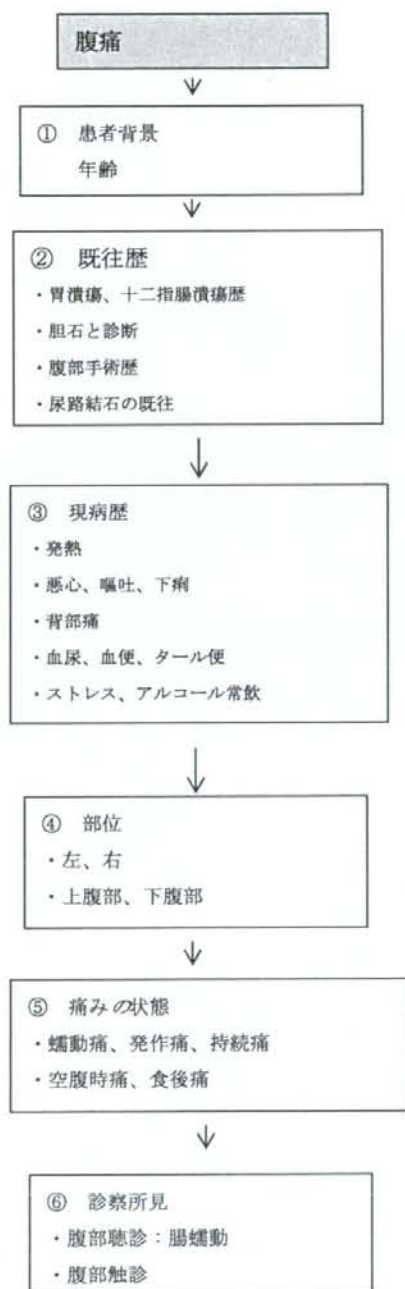 腹痛
① 患者背景
年齢
② 既往歴
・胃潰瘍、十二指腸潰瘍歴
・胆石と診断
・腹部手術歴
・尿路結石の既往
③ 現病歴
・発熱
・悪心、嘔吐、下痢
・背部痛
・血尿、血便、タール便
・ストレス、アルコール常飲
④ 部位
・左、右
・上腹部、下腹部
⑤ 痛みの状態
・蠕動痛、発作痛、持続痛
・空腹時痛、食後痛
⑥ 診察所見
・腹部聴診：腸蠕動
・腹部触診